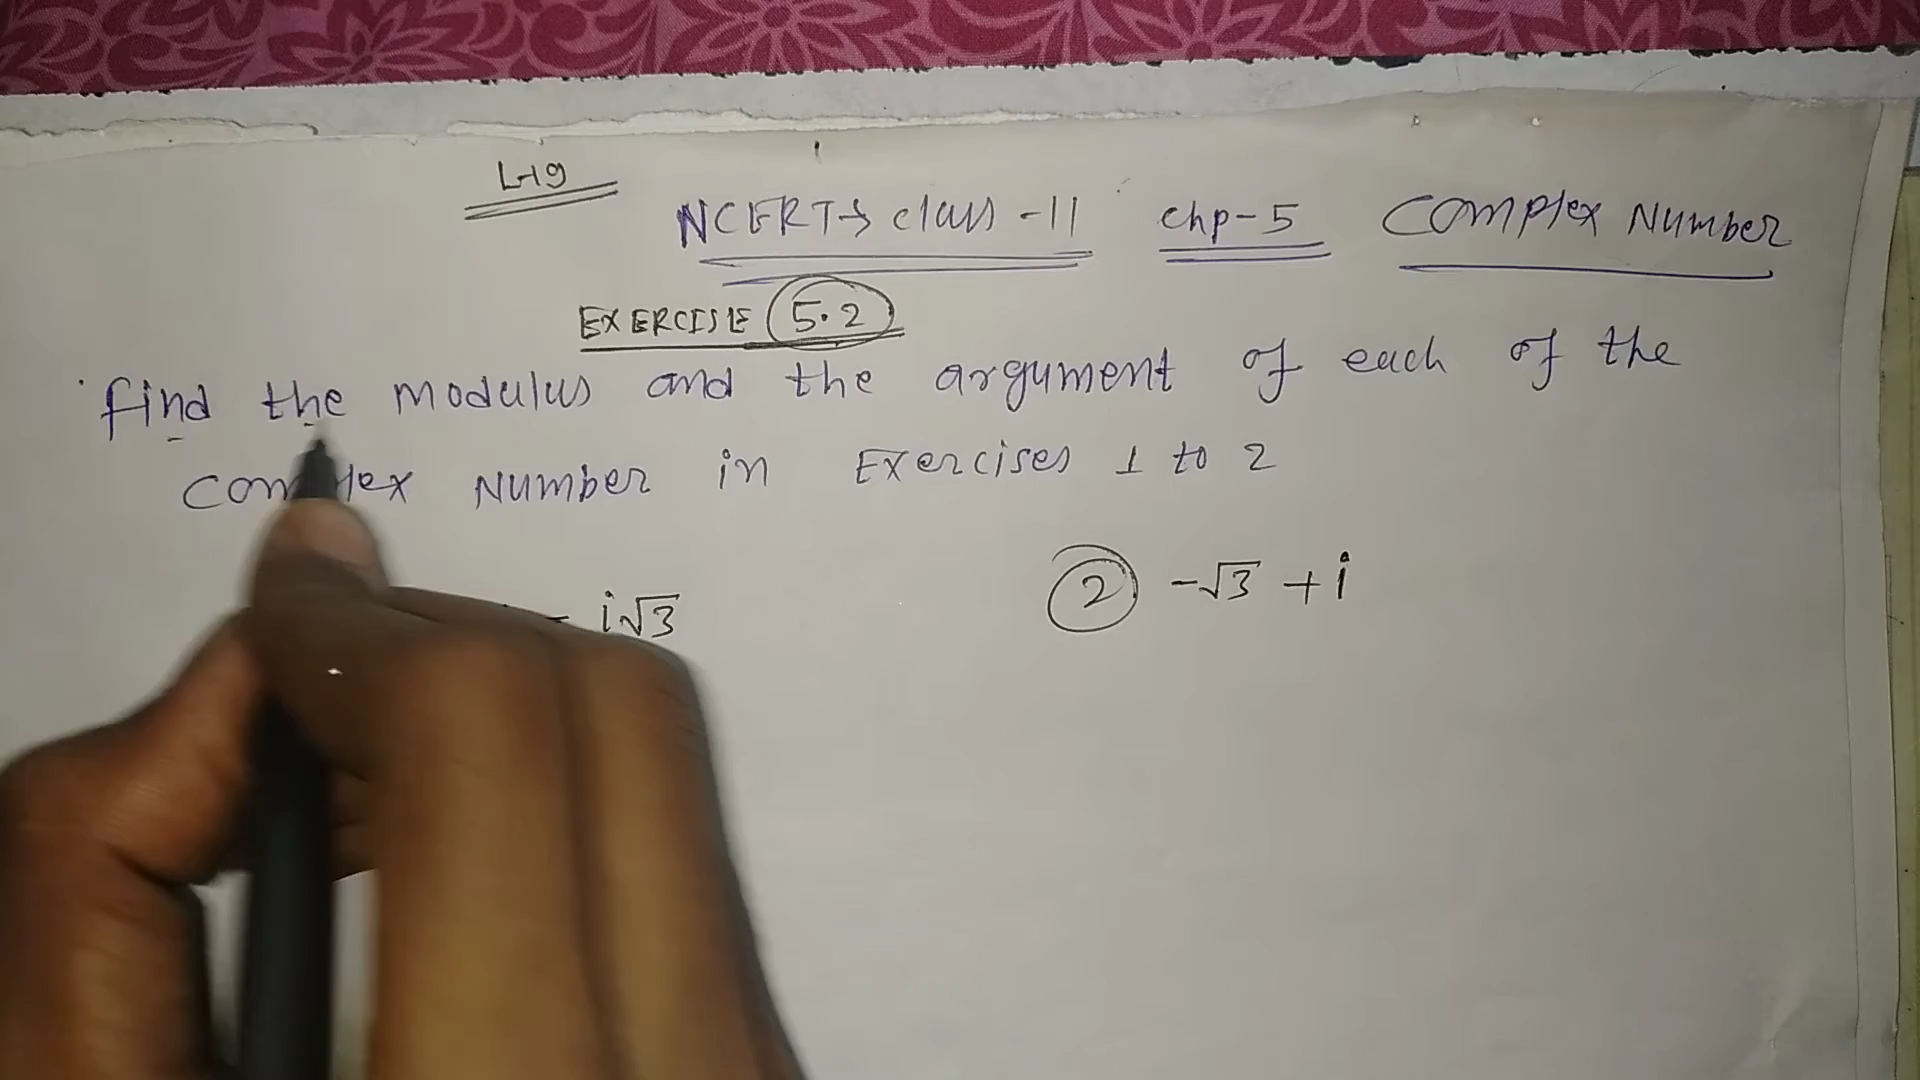 L-19
NCERT→ class -11 chp-5 Complex Number
EXERCISE 5.2
find the modulus and the argument of each of the
Number in Exercises 1 to 2
- i√3
② -√3 + i